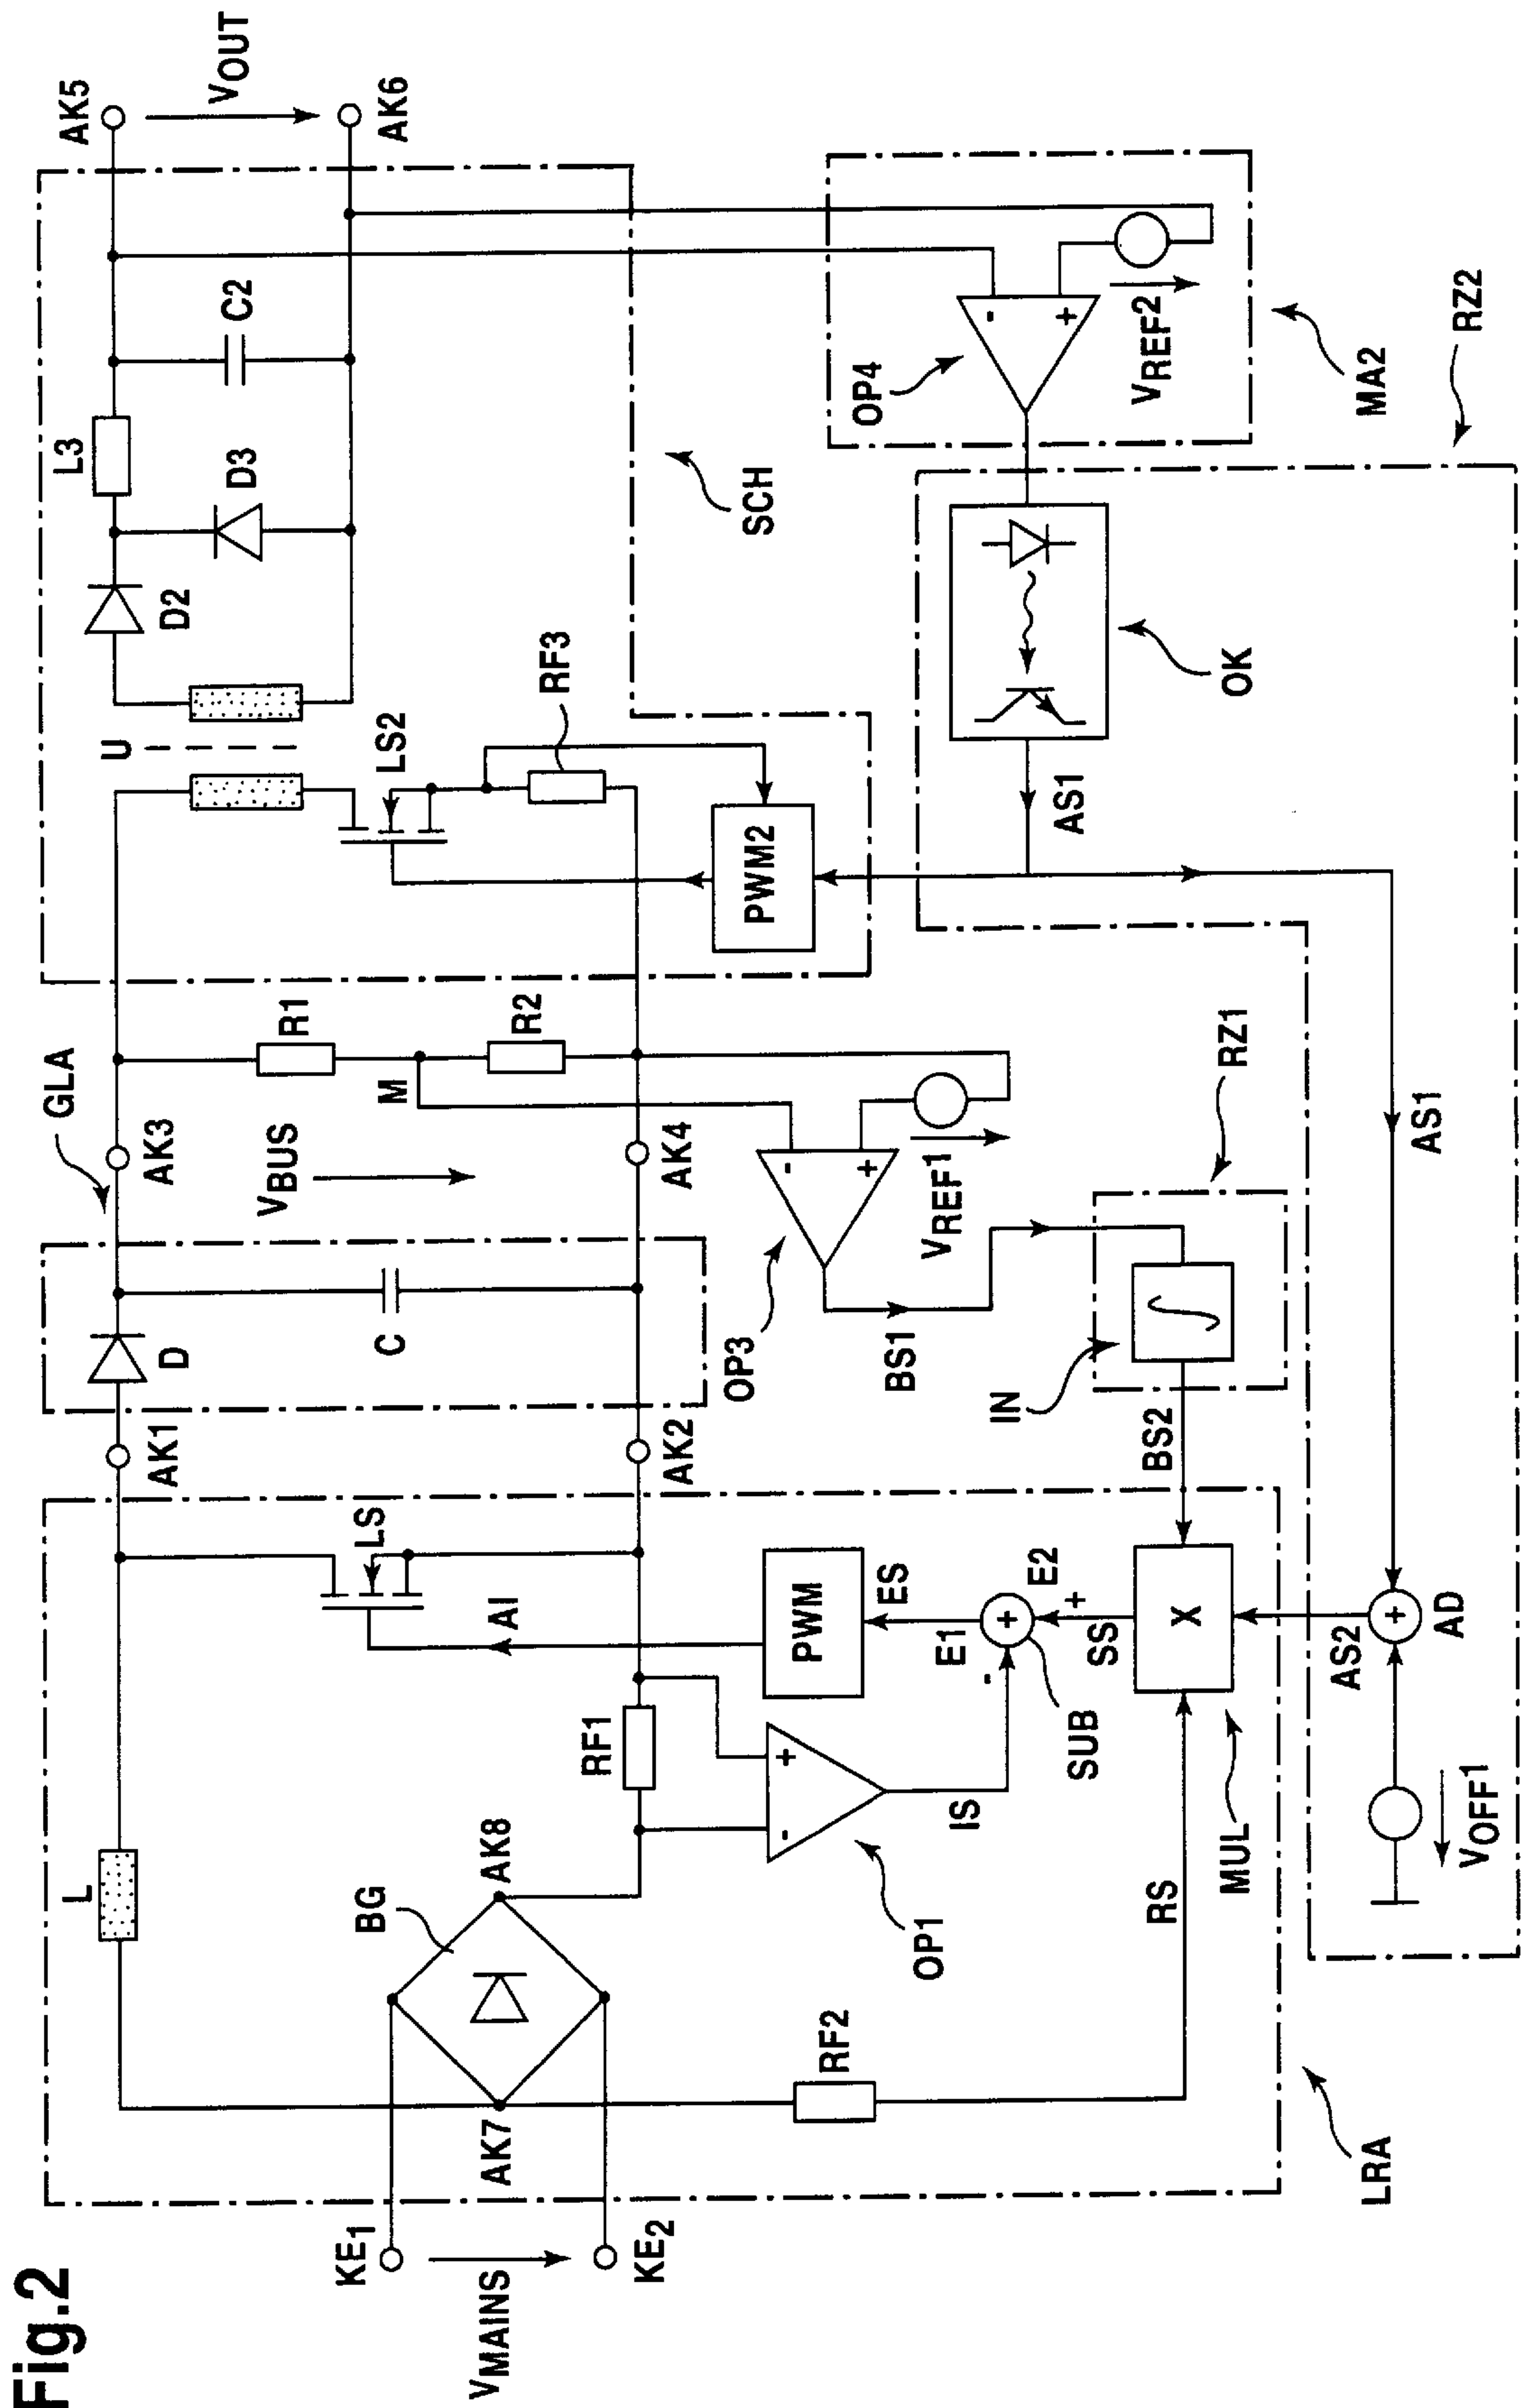 Fig.2
AK5
VOUT
AK6
L3
D2
D3
C2
U
LS2
RF3
PWM2
SCH
-
+
OP4
VREF2
MA2
RZ2
OK
AS1
GLA
AK3
VBUS
AK4
R1
M
R2
-
+
OP3
VREF1
BS1
RZ1
IN
BS2
D
C
AK1
AK2
L
LS
AI
PWM
ES
E1
+
-
SUB
E2
+
SS
X
MUL
RF1
-
+
OP1
IS
BG
AK8
AK7
RF2
RS
KE1
VMAINS
KE2
LRA
AS1
+
AD
AS2
VOFF1